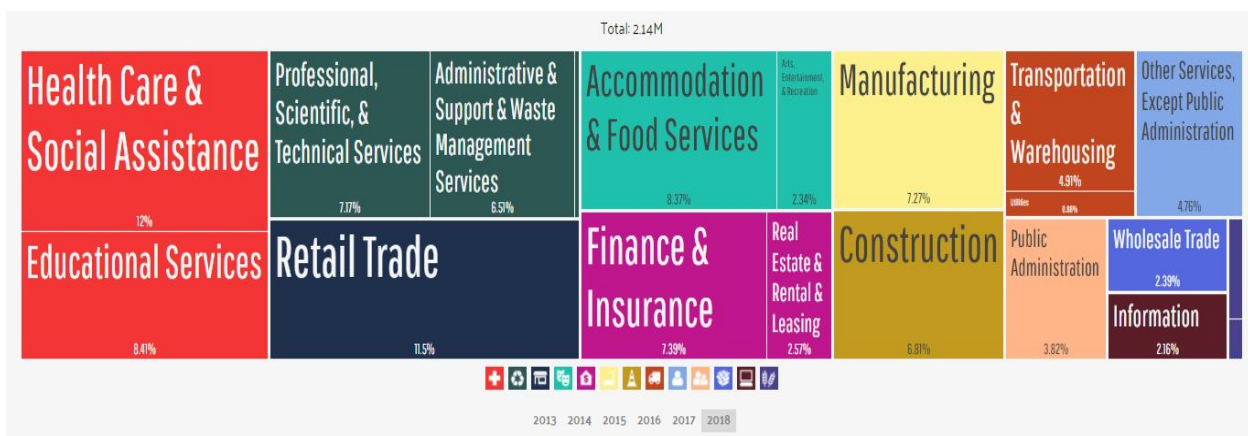 Total: 2.14M
Health Care &
Social Assistance
12%
Educational Services
8.41%
Professional,
Scientific, &
Technical Services
7.17%
Administrative &
Support & Waste
Management
Services
6.51%
Retail Trade
11.5%
Accommodation
& Food Services
8.37%
Arts,
Entertainment,
& Recreation
2.34%
Finance &
Insurance
7.39%
Real
Estate &
Rental &
Leasing
2.57%
Manufacturing
7.27%
Construction
6.81%
Transportation
&
Warehousing
4.91%
Utilities
0.88%
Other Services,
Except Public
Administration
4.76%
Public
Administration
3.82%
Wholesale Trade
2.39%
Information
2.16%
2013 2014 2015 2016 2017 2018